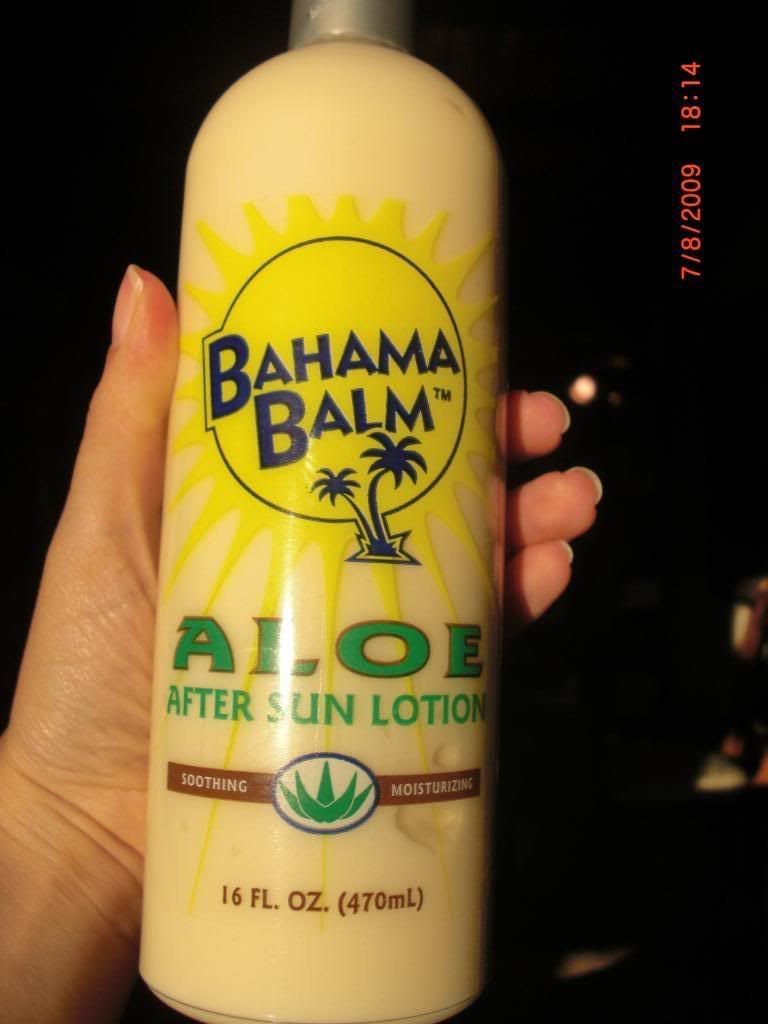 BAHAMA
BALM™
ALOE
AFTER SUN LOTION
SOOTHING MOISTURIZING
16 FL. OZ. (470mL)
7/8/2009 18:14